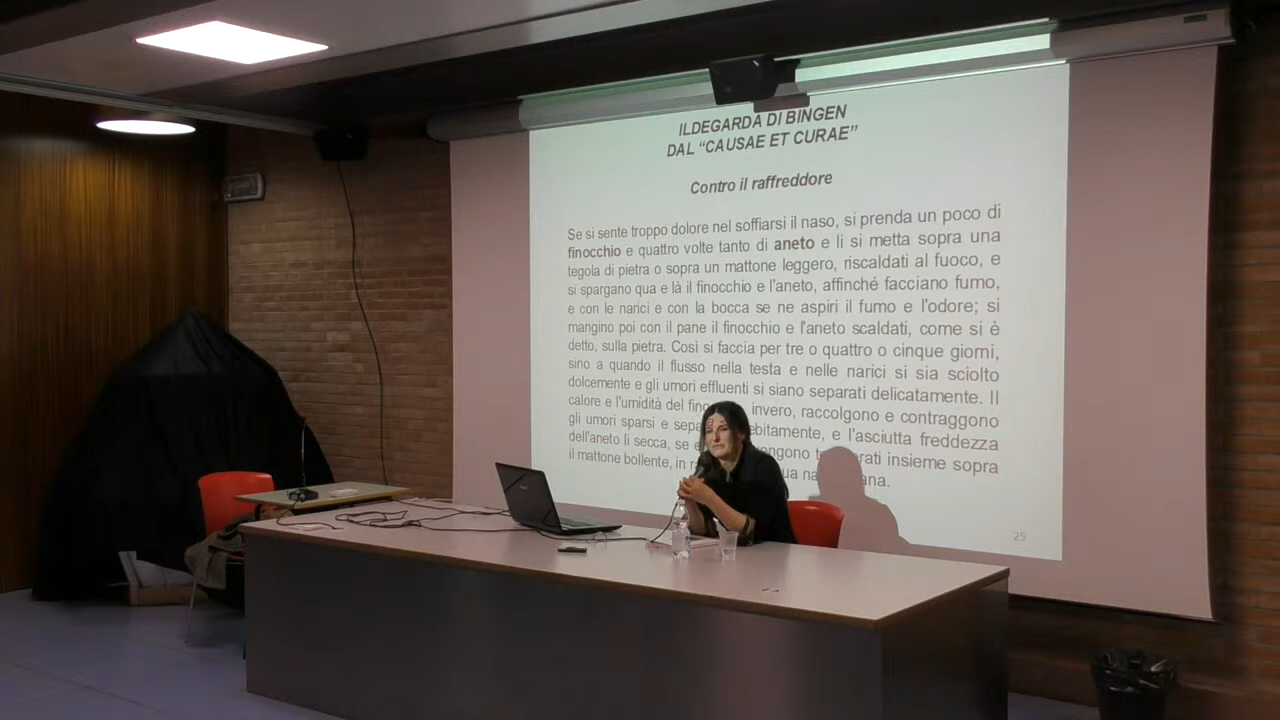 ILDEGARDA DI BINGEN
DAL “CAUSAE ET CURAE”
Contro il raffreddore
Se si sente troppo dolore nel soffiarsi il naso, si prenda un poco di
finocchio e quattro volte tanto di aneto e li si metta sopra una
tegola di pietra o sopra un mattone leggero, riscaldati al fuoco, e
si spargano qua e là il finocchio e l'aneto, affinché facciano fumo,
e con le narici e con la bocca se ne aspiri il fumo e l'odore; si
mangino poi con il pane il finocchio e l'aneto scaldati, come si è
detto, sulla pietra. Così si faccia per tre o quattro o cinque giorni,
sino a quando il flusso nella testa e nelle narici si sia sciolto
dolcemente e gli umori effluenti si siano separati delicatamente. Il
calore e l'umidità del invero, raccolgono e contraggono
gli umori sparsi e e l'asciutta freddezza
dell'aneto li secca, se insieme sopra
il mattone bollente, in
25